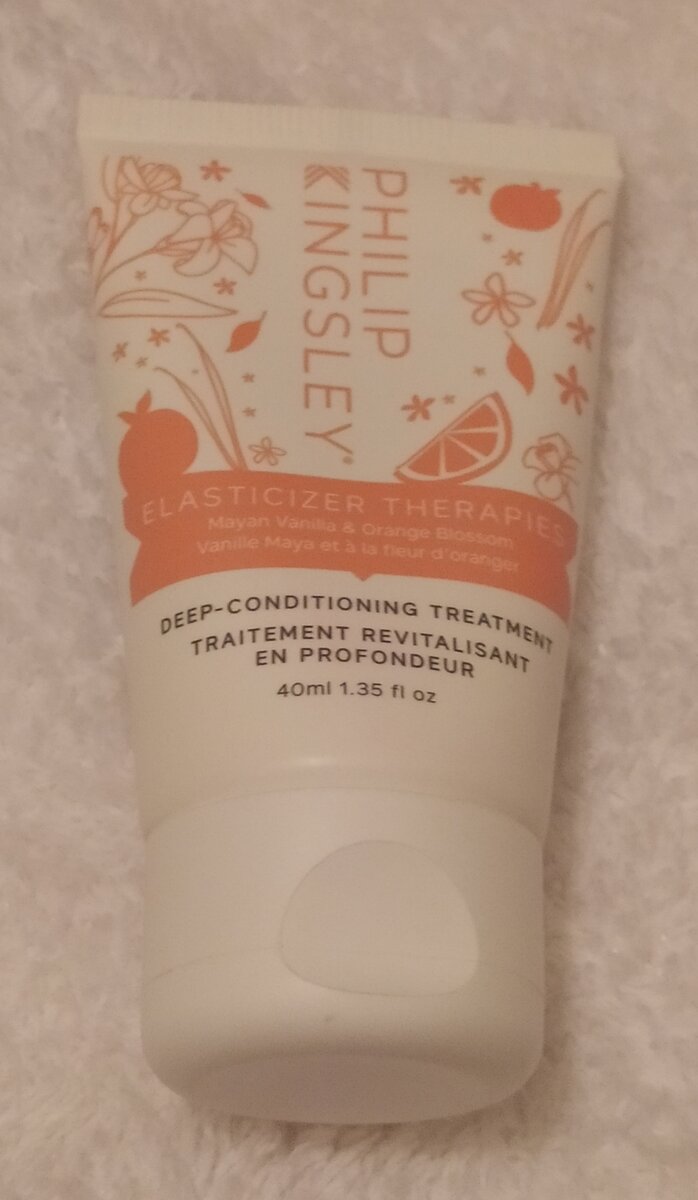 PHILIP
KINGSLEY
ELASTICIZER THERAPIES
Mayan Vanilla & Orange Blossom
Vanille Maya et à la fleur d'oranger
DEEP-CONDITIONING TREATMENT
TRAITEMENT REVITALISANT
EN PROFONDEUR
40ml 1.35 fl oz